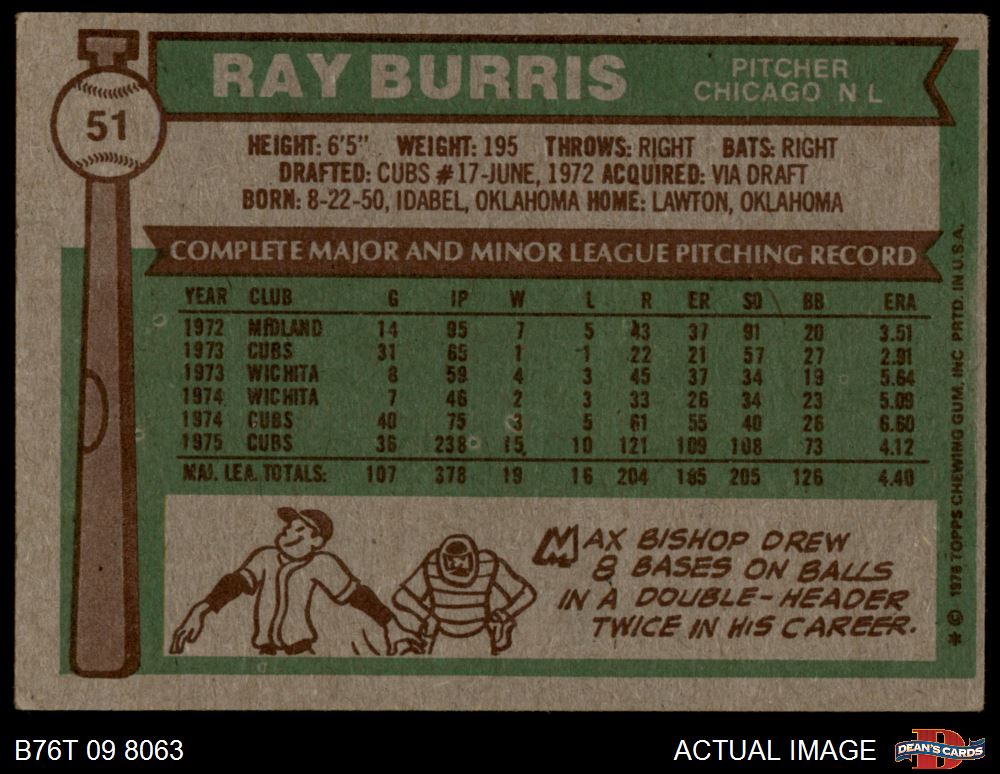 RAY BURRIS
PITCHER
CHICAGO N L
51
HEIGHT: 6'5" WEIGHT: 195 THROWS: RIGHT BATS: RIGHT
DRAFTED: CUBS #17-JUNE, 1972 ACQUIRED: VIA DRAFT
BORN: 8-22-50, IDABEL, OKLAHOMA HOME: LAWTON, OKLAHOMA
COMPLETE MAJOR AND MINOR LEAGUE PITCHING RECORD
YEAR CLUB G IP W L R ER SO BB ERA
1972 MIDLAND 14 95 7 5 43 37 91 20 3.51
1973 CUBS 31 65 1 1 22 21 57 27 2.91
1973 WICHITA 8 59 4 3 45 37 34 19 5.64
1974 WICHITA 7 46 2 3 33 26 34 23 5.09
1974 CUBS 40 75 3 5 61 55 40 26 6.60
1975 CUBS 36 238 15 10 121 109 108 73 4.12
MAJ. LEA. TOTALS: 107 378 19 16 204 185 205 126 4.40
MAX BISHOP DREW
8 BASES ON BALLS
IN A DOUBLE-HEADER
TWICE IN HIS CAREER.
* © 1976 TOPPS CHEWING GUM, INC PRTD. IN U.S.A.
B76T 09 8063
ACTUAL IMAGE
D
DEAN'S CARDS